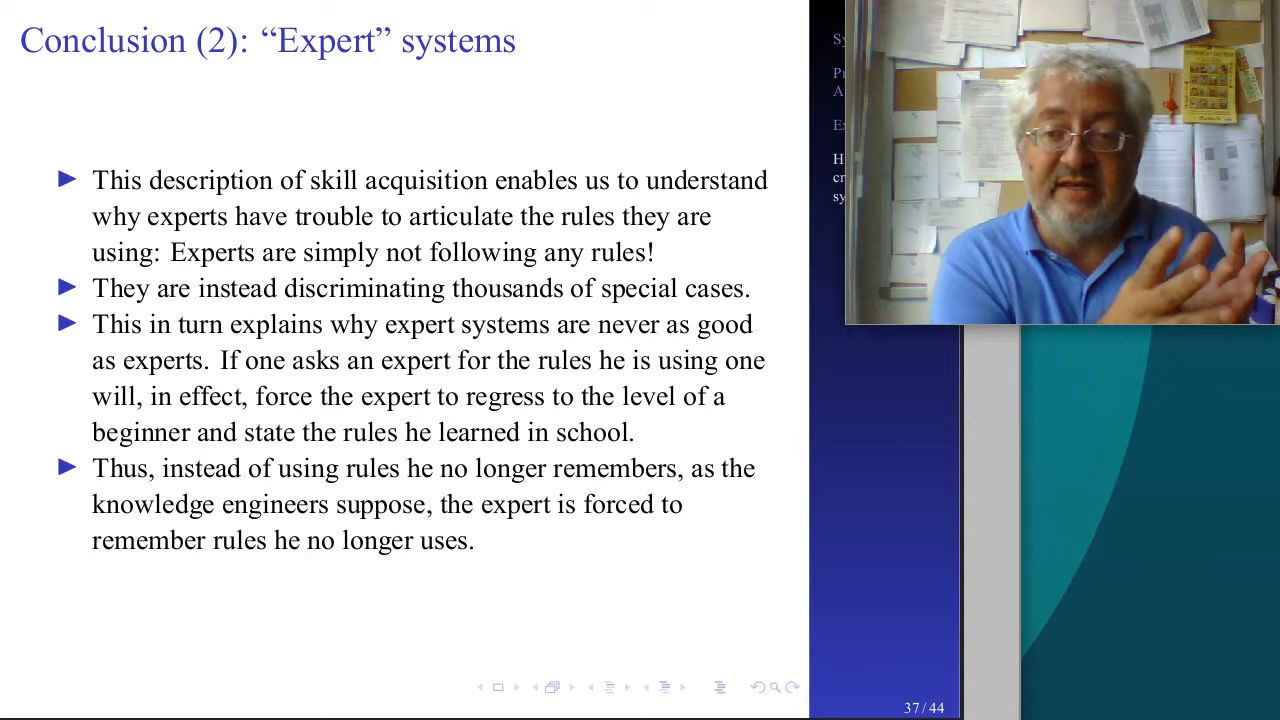 Conclusion (2): “Expert” systems
▶ This description of skill acquisition enables us to understand
why experts have trouble to articulate the rules they are
using: Experts are simply not following any rules!
▶ They are instead discriminating thousands of special cases.
▶ This in turn explains why expert systems are never as good
as experts. If one asks an expert for the rules he is using one
will, in effect, force the expert to regress to the level of a
beginner and state the rules he learned in school.
▶ Thus, instead of using rules he no longer remembers, as the
knowledge engineers suppose, the expert is forced to
remember rules he no longer uses.
37 / 44